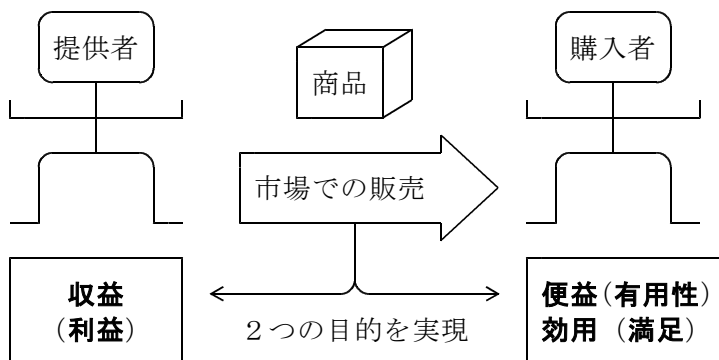 提供者
商品
購入者
市場での販売
収益
(利益)
２つの目的を実現
便益(有用性)
効用 (満足)